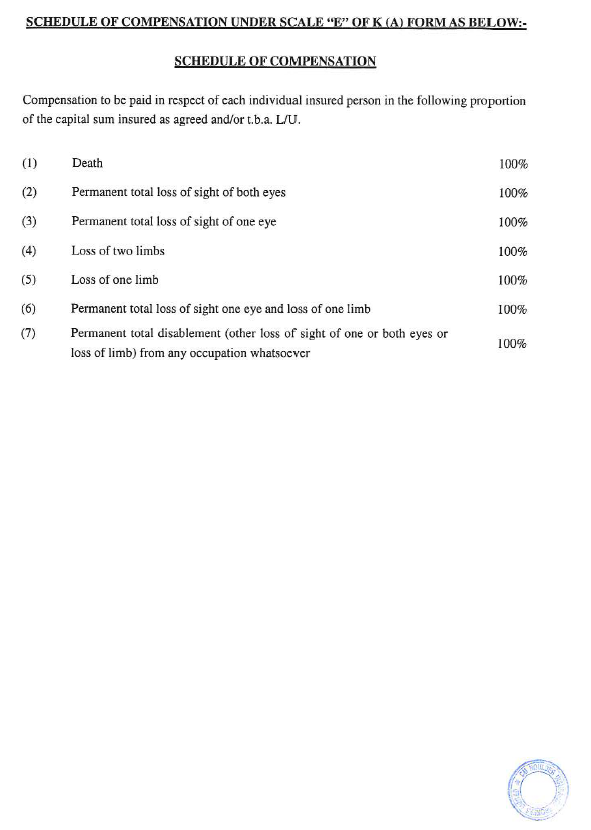 SCHEDULE OF COMPENSATION UNDER SCALE “E” OF K (A) FORM AS BELOW:-
SCHEDULE OF COMPENSATION
Compensation to be paid in respect of each individual insured person in the following proportion
of the capital sum insured as agreed and/or t.b.a. L/U.
(1) Death 100%
(2) Permanent total loss of sight of both eyes 100%
(3) Permanent total loss of sight of one eye 100%
(4) Loss of two limbs 100%
(5) Loss of one limb 100%
(6) Permanent total loss of sight one eye and loss of one limb 100%
(7) Permanent total disablement (other loss of sight of one or both eyes or
loss of limb) from any occupation whatsoever 100%